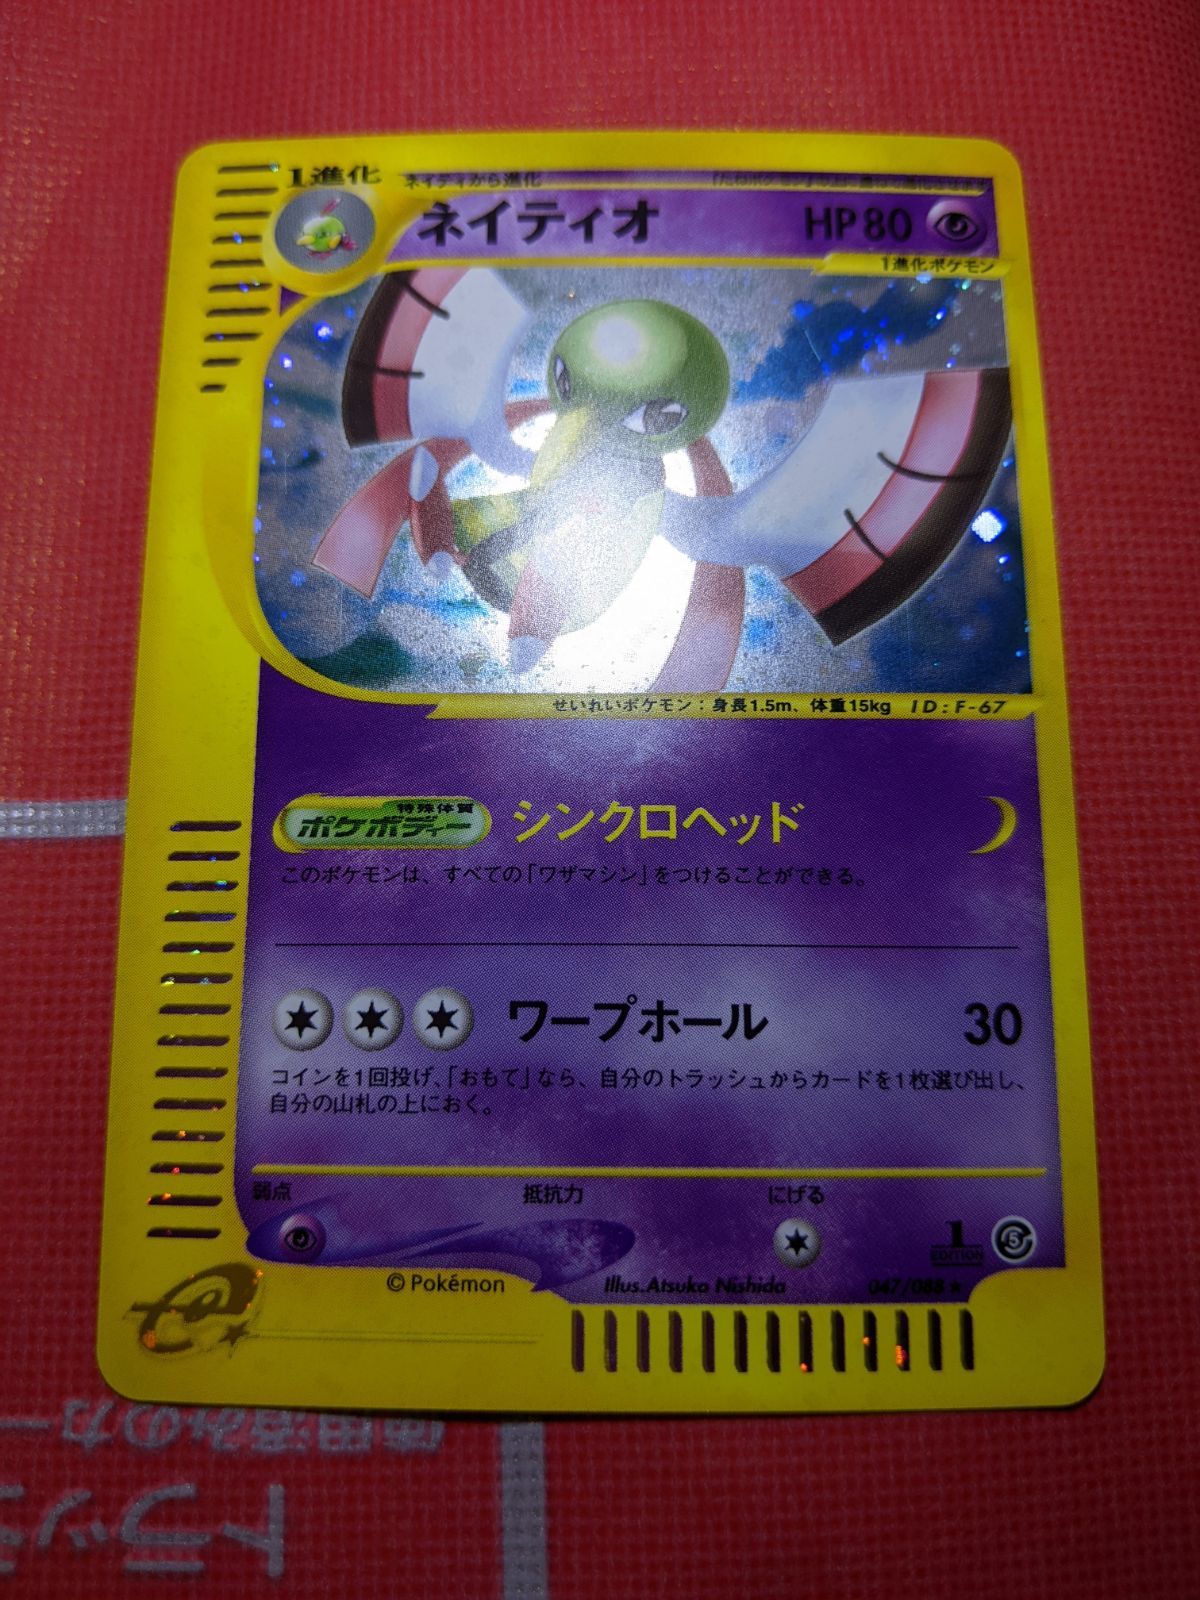 1進化
ネイティから進化
ネイティオ HP80
1進化ポケモン
せいれいポケモン：身長1.5m、体重15kg ID:F-67
特殊体質
ポケボディー シンクロヘッド
このポケモンは、すべての「ワザマシン」をつけることができる。
ワープホール 30
コインを1回投げ、「おもて」なら、自分のトラッシュからカードを1枚選び出し、
自分の山札の上におく。
弱点 抵抗力 にげる
1
EDITION
5
©Pokémon Illus.Atsuko Nishida 047/088 ★
e
トラッ